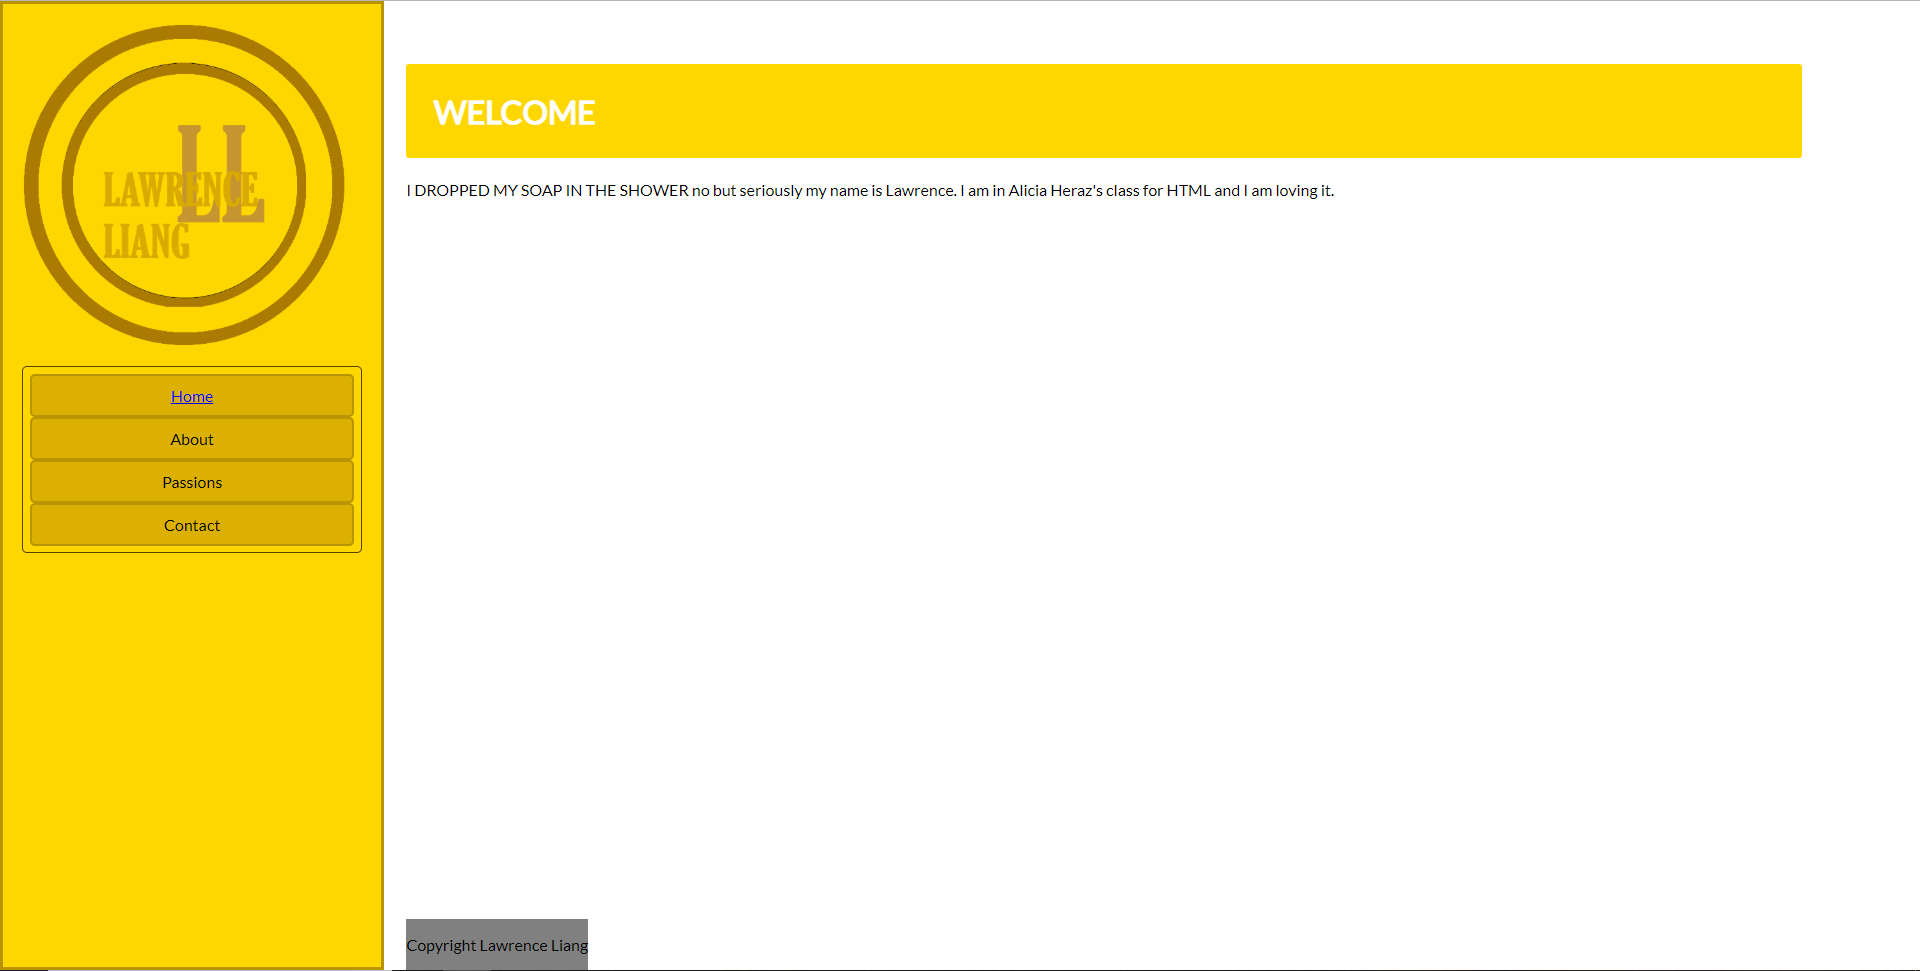 LL
LAWRENCE
LIANG
Home
About
Passions
Contact
WELCOME
I DROPPED MY SOAP IN THE SHOWER no but seriously my name is Lawrence. I am in Alicia Heraz's class for HTML and I am loving it.
Copyright Lawrence Liang